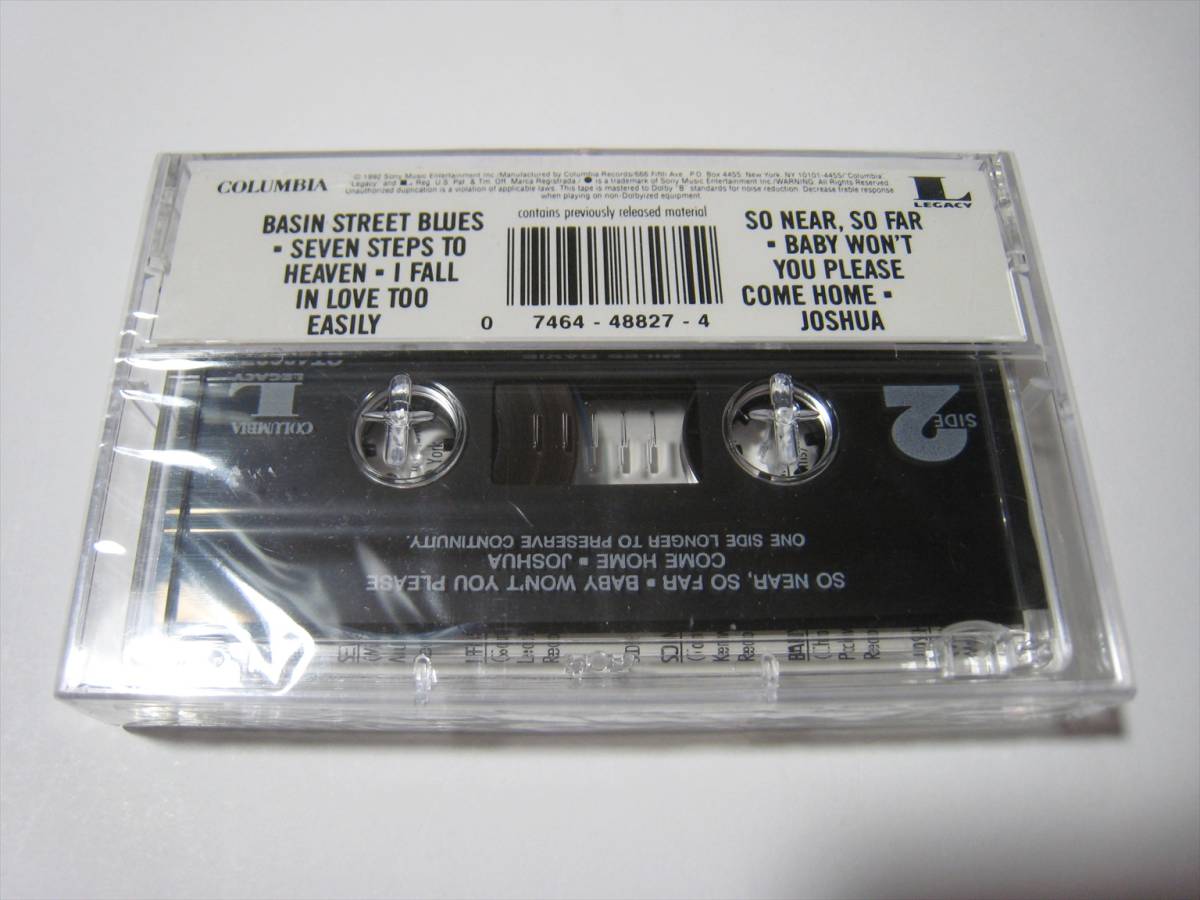 COLUMBIA
© 1992 Sony Music Entertainment Inc./Manufactured by Columbia Records/666 Fifth Ave., P.O. Box 4455, New York, NY 10101-4455/"Columbia,"
"Legacy" and L Reg. U.S. Pat. & Tm. Off. Marca Registrada./ is a trademark of Sony Music Entertainment Inc./WARNING: All Rights Reserved.
Unauthorized duplication is a violation of applicable laws. This tape is mastered to Dolby "B" standards for noise reduction. Decrease treble response
when playing on non-Dolbyized equipment.
L
LEGACY
BASIN STREET BLUES
▪ SEVEN STEPS TO
HEAVEN ▪ I FALL
IN LOVE TOO
EASILY
contains previously released material
0 7464 - 48827 - 4
SO NEAR, SO FAR
▪ BABY WON'T
YOU PLEASE
COME HOME ▪
JOSHUA
MILES DAVIS
L
LEGACY
COLUMBIA
SIDE
2
York
SO NEAR, SO FAR ▪ BABY WON'T YOU PLEASE
COME HOME ▪ JOSHUA
ONE SIDE LONGER TO PRESERVE CONTINUITY.